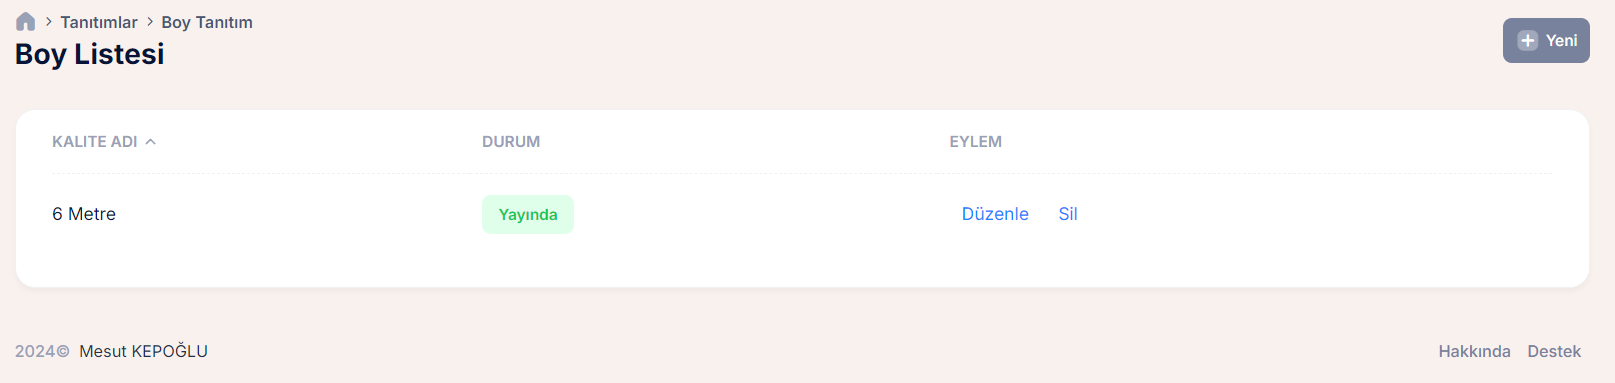 Tanıtımlar > Boy Tanıtım
Boy Listesi
Yeni
KALITE ADI DURUM EYLEM
6 Metre Yayında Düzenle Sil
2024© Mesut KEPOĞLU Hakkında Destek